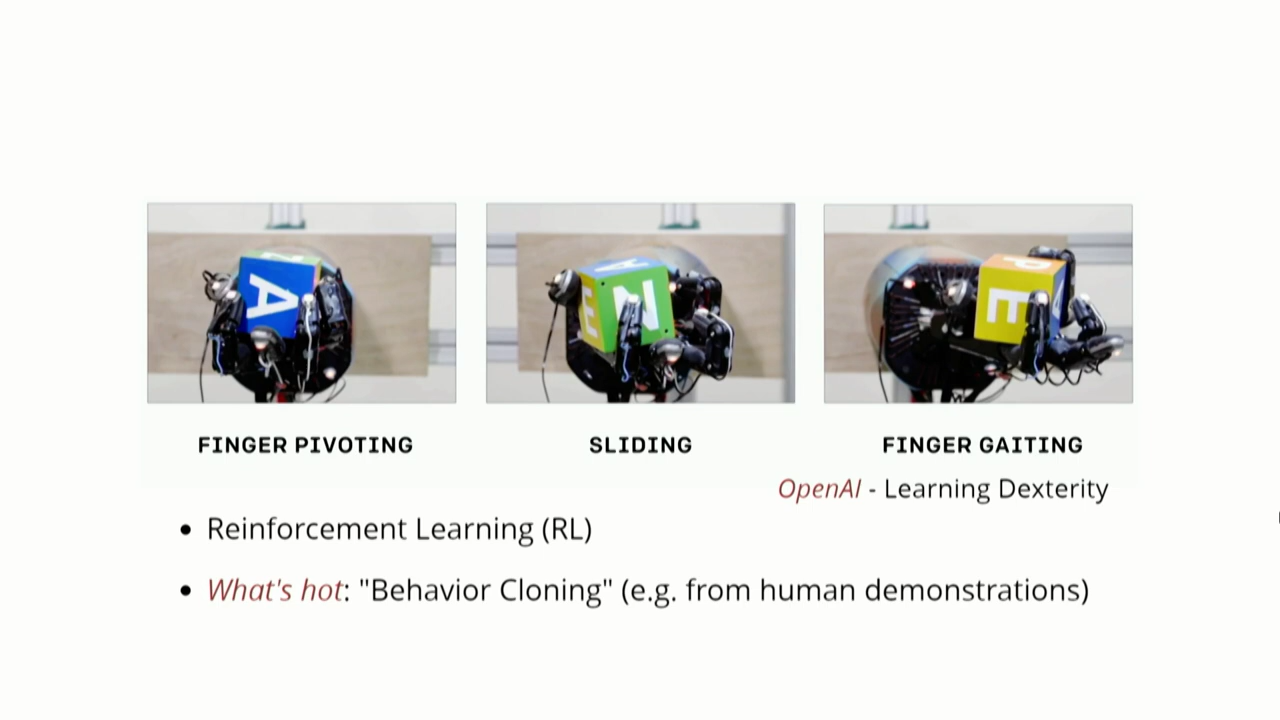 A
Z
A
E
N
P
E
FINGER PIVOTING
SLIDING
FINGER GAITING
OpenAI - Learning Dexterity
• Reinforcement Learning (RL)
• What's hot: "Behavior Cloning" (e.g. from human demonstrations)